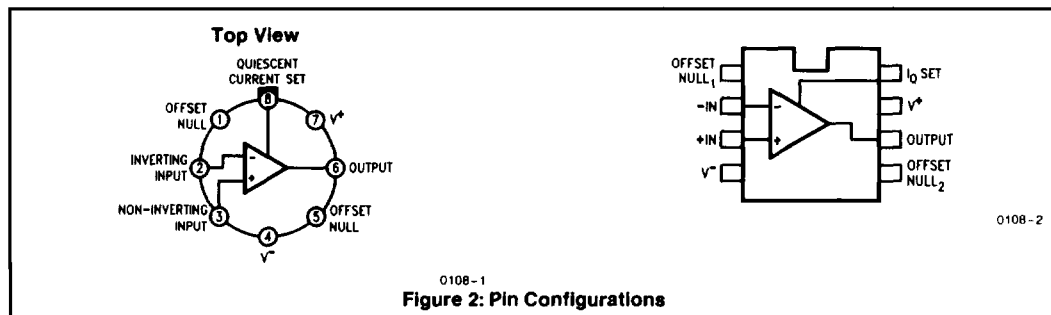 Top View
QUIESCENT
CURRENT SET
8
OFFSET
NULL
1
7
V+
INVERTING
INPUT
2
-
+
6
OUTPUT
NON-INVERTING
INPUT
3
5
OFFSET
NULL
4
V-
0108-1
OFFSET
NULL1
IQ SET
-IN
-
V+
+IN
+
OUTPUT
V-
OFFSET
NULL2
0108-2
Figure 2: Pin Configurations